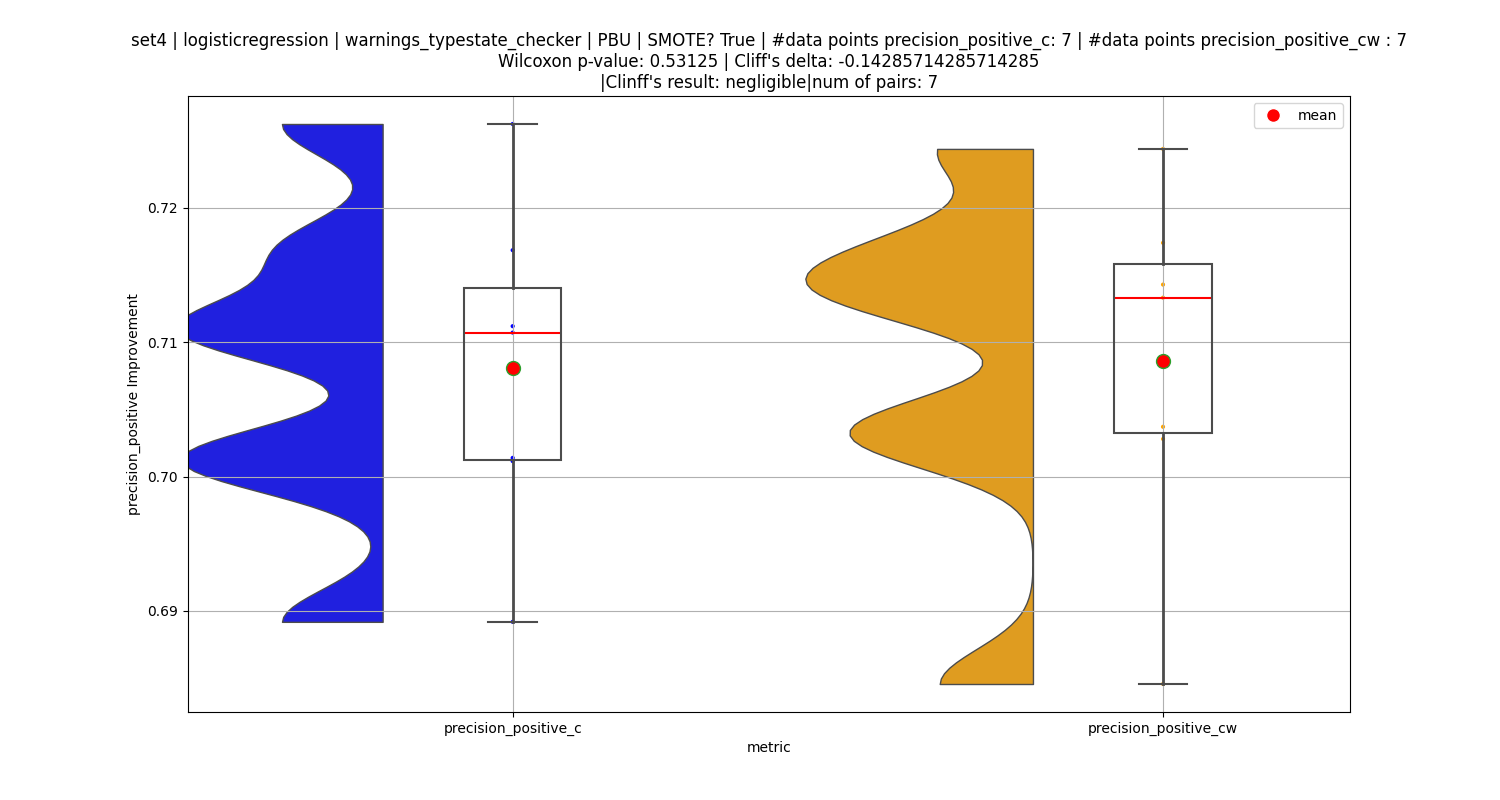 set4 | logisticregression | warnings_typestate_checker | PBU | SMOTE? True | #data points precision_positive_c: 7 | #data points precision_positive_cw : 7
Wilcoxon p-value: 0.53125 | Cliff's delta: -0.14285714285714285
|Clinff's result: negligible|num of pairs: 7
mean
0.72
0.71
0.70
0.69
precision_positive Improvement
precision_positive_c
precision_positive_cw
metric